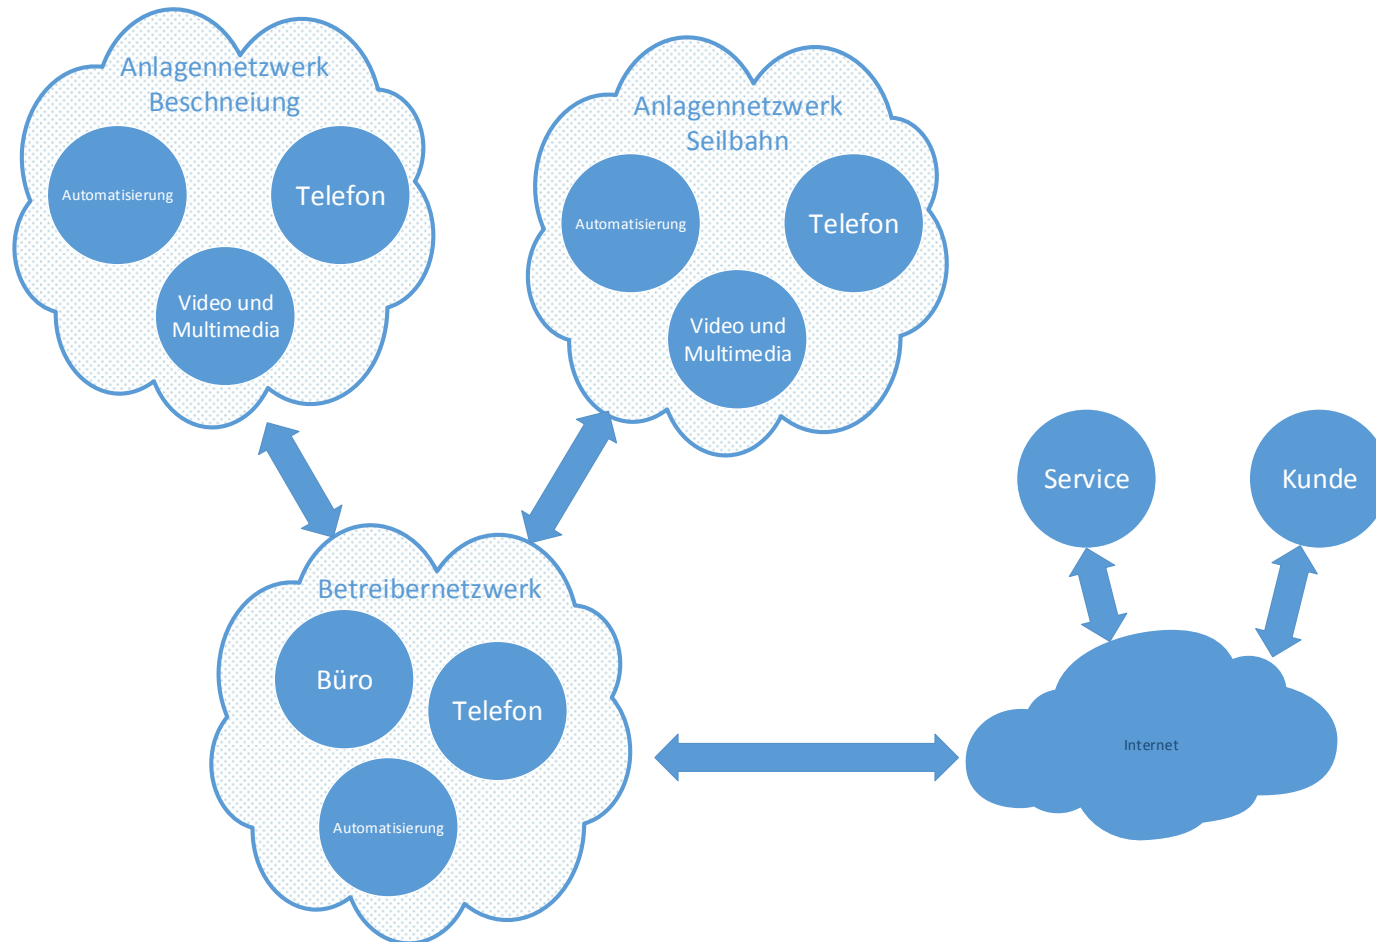 Anlagennetzwerk
Beschneiung
Automatisierung
Telefon
Video und
Multimedia
Anlagennetzwerk
Seilbahn
Automatisierung
Telefon
Video und
Multimedia
Service
Kunde
Betreibernetzwerk
Büro
Telefon
Automatisierung
Internet